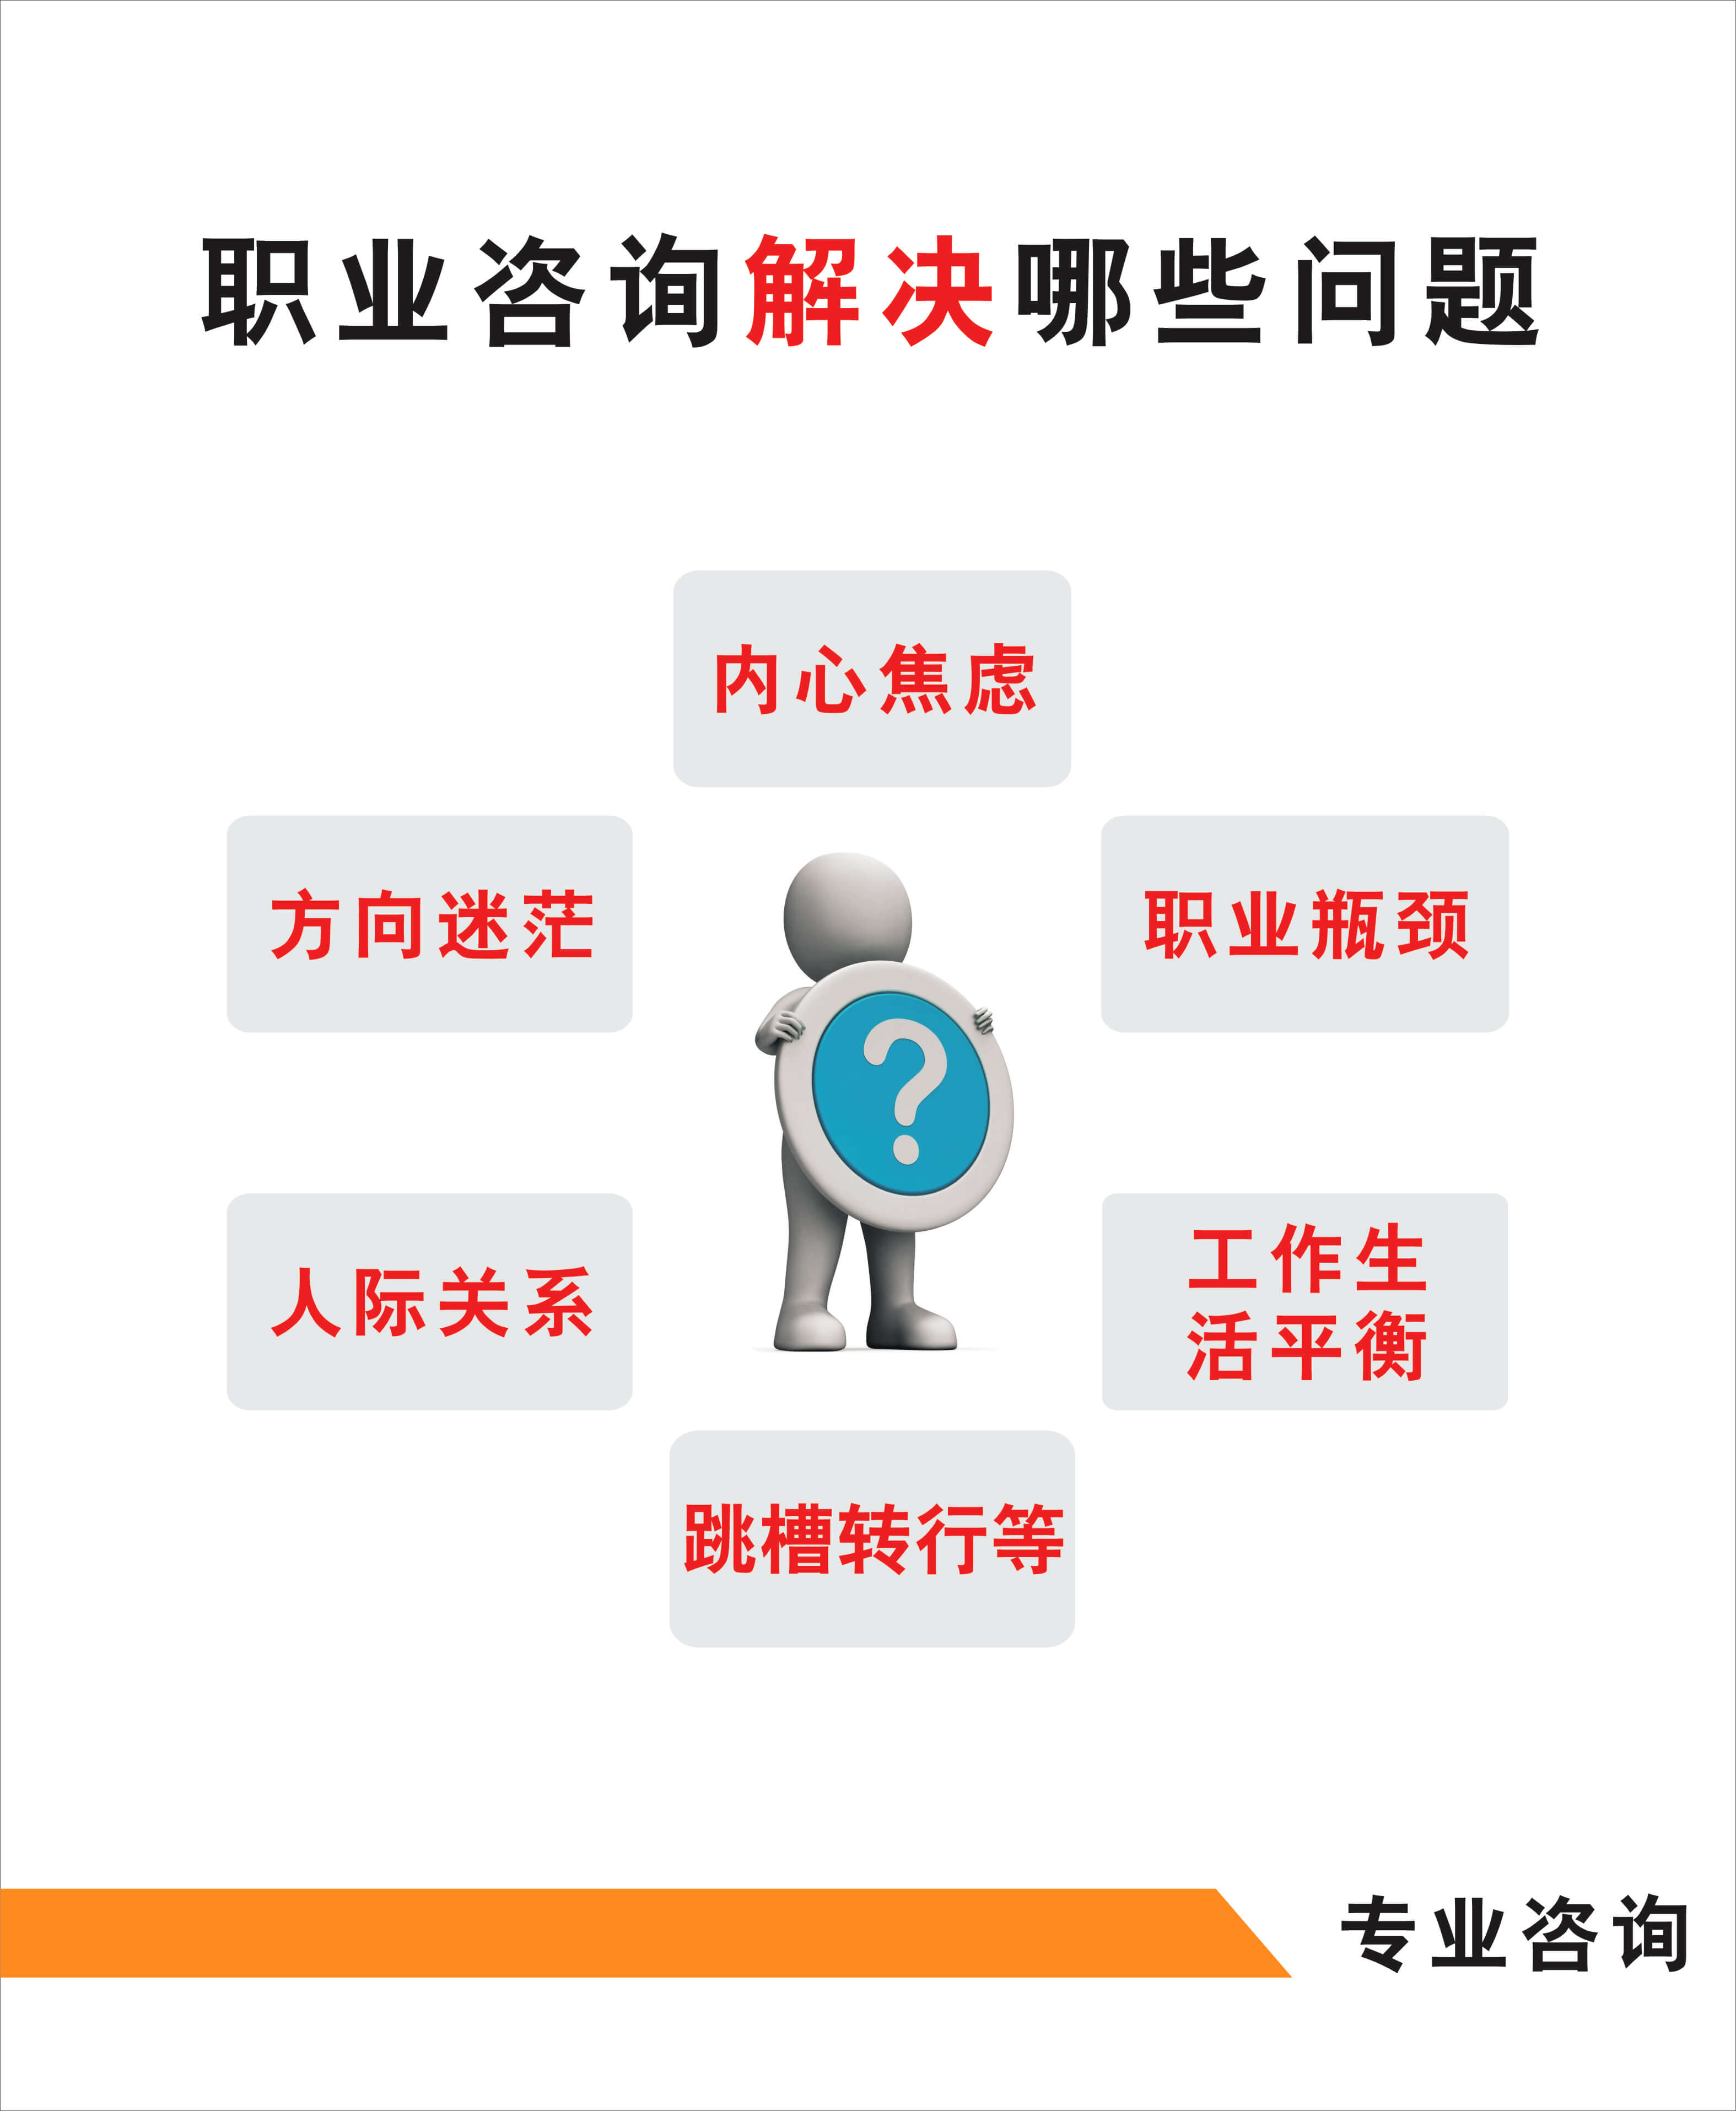 职业咨询解决哪些问题
内心焦虑
方向迷茫
职业瓶颈
人际关系
工作生
活平衡
跳槽转行等
专业咨询